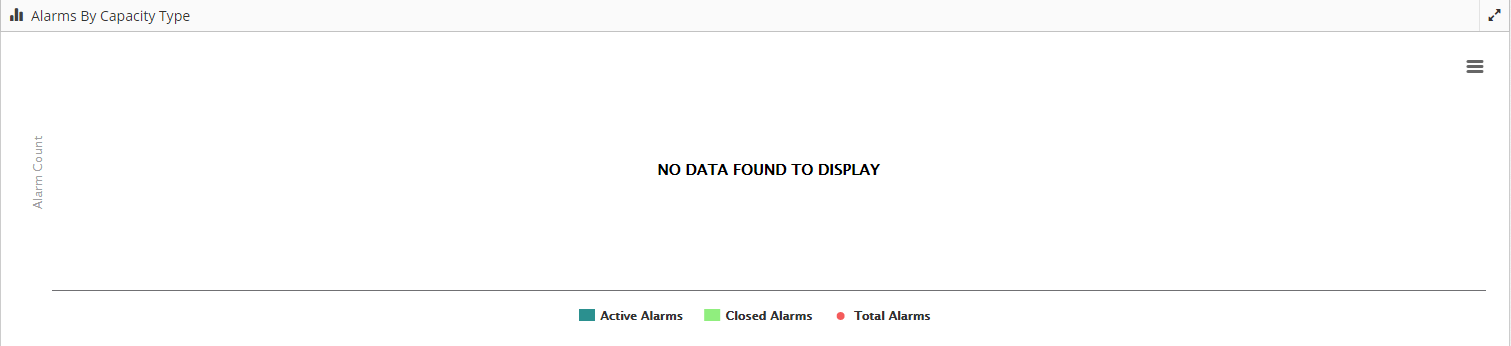 Alarms By Capacity Type
Alarm Count
NO DATA FOUND TO DISPLAY
Active Alarms Closed Alarms Total Alarms